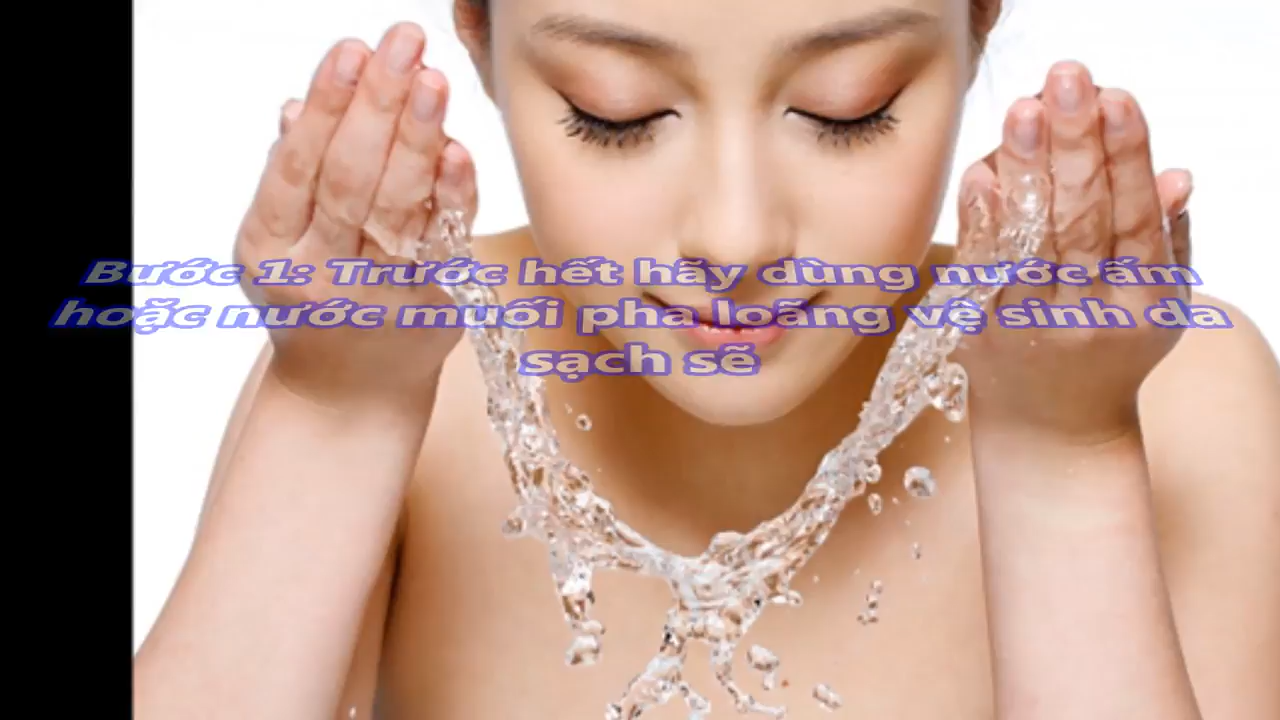 Bước 1: Trước hết hãy dùng nước ấm
hoặc nước muối pha loãng vệ sinh da
sạch sẽ